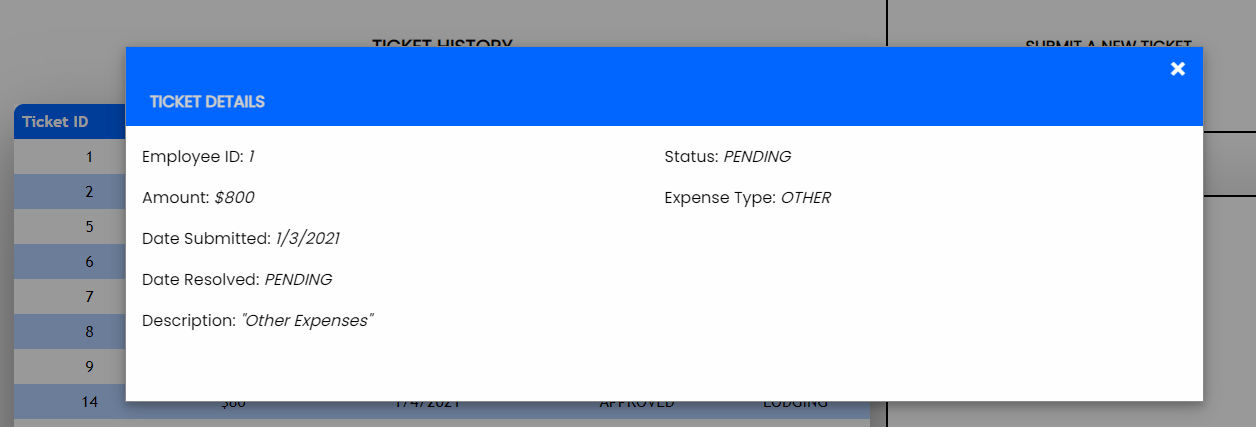 TICKET HISTORY
SUBMIT A NEW TICKET
TICKET DETAILS
Ticket ID
Employee ID: 1
Status: PENDING
1
Amount: $800
Expense Type: OTHER
2
5
Date Submitted: 1/3/2021
6
Date Resolved: PENDING
7
Description: "Other Expenses"
8
9
14 $80 1/4/2021 APPROVED LODGING